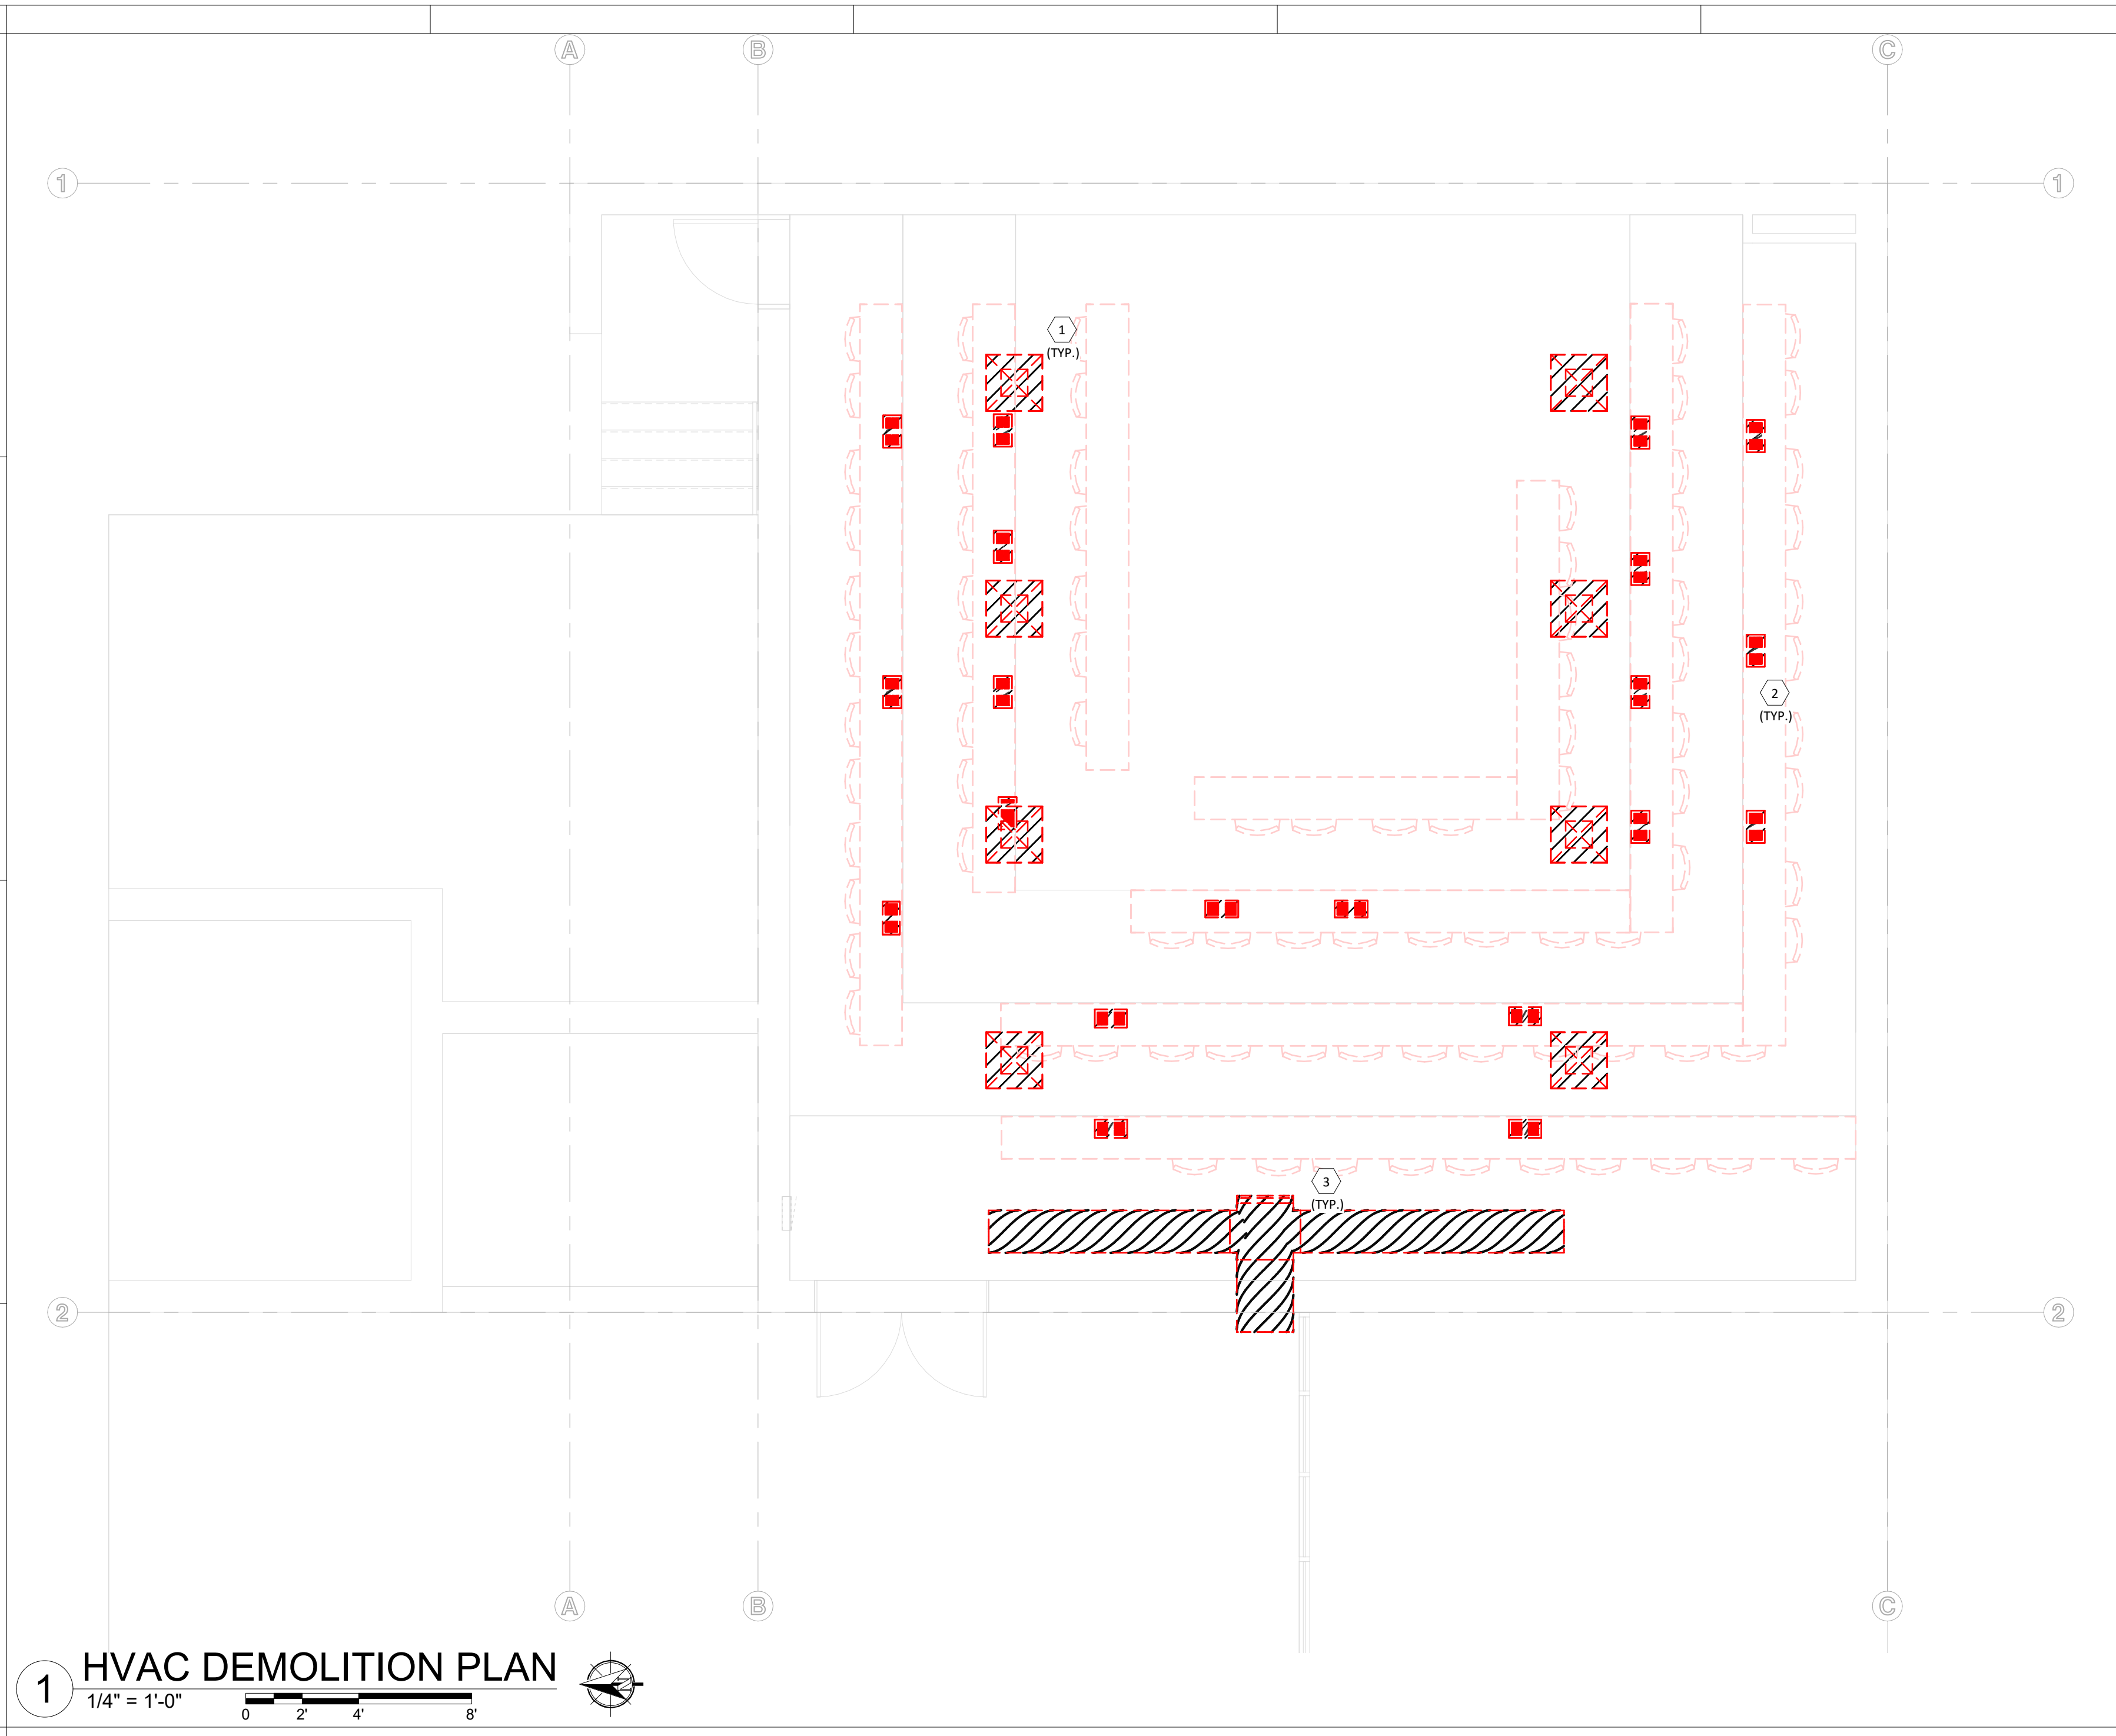 A
B
C
1
1
1
(TYP.)
2
(TYP.)
3
(TYP.)
2
2
A
B
C
1
HVAC DEMOLITION PLAN
1/4" = 1'-0"
0 2' 4' 8'
Z